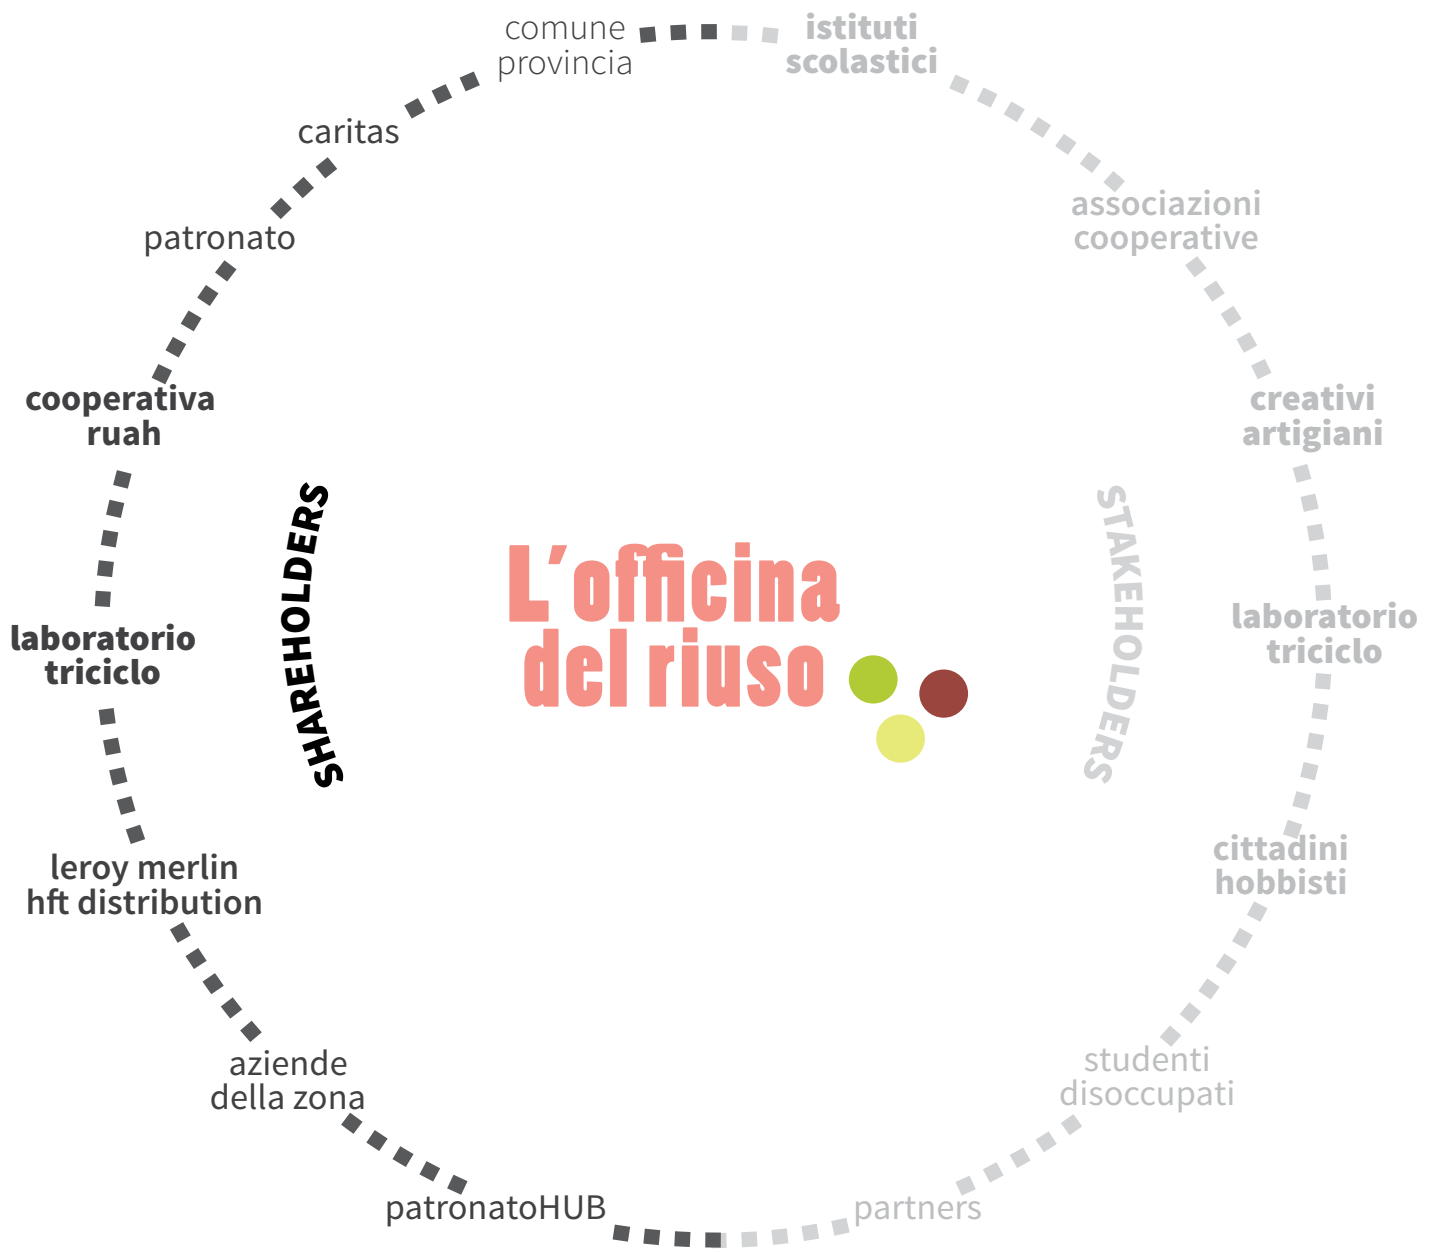 comune
provincia
istituti
scolastici
caritas
associazioni
cooperative
patronato
cooperativa
ruah
creativi
artigiani
SHAREHOLDERS
STAKEHOLDERS
L'officina
del riuso
laboratorio
triciclo
laboratorio
triciclo
leroy merlin
hft distribution
cittadini
hobbisti
aziende
della zona
studenti
disoccupati
patronatoHUB
partners